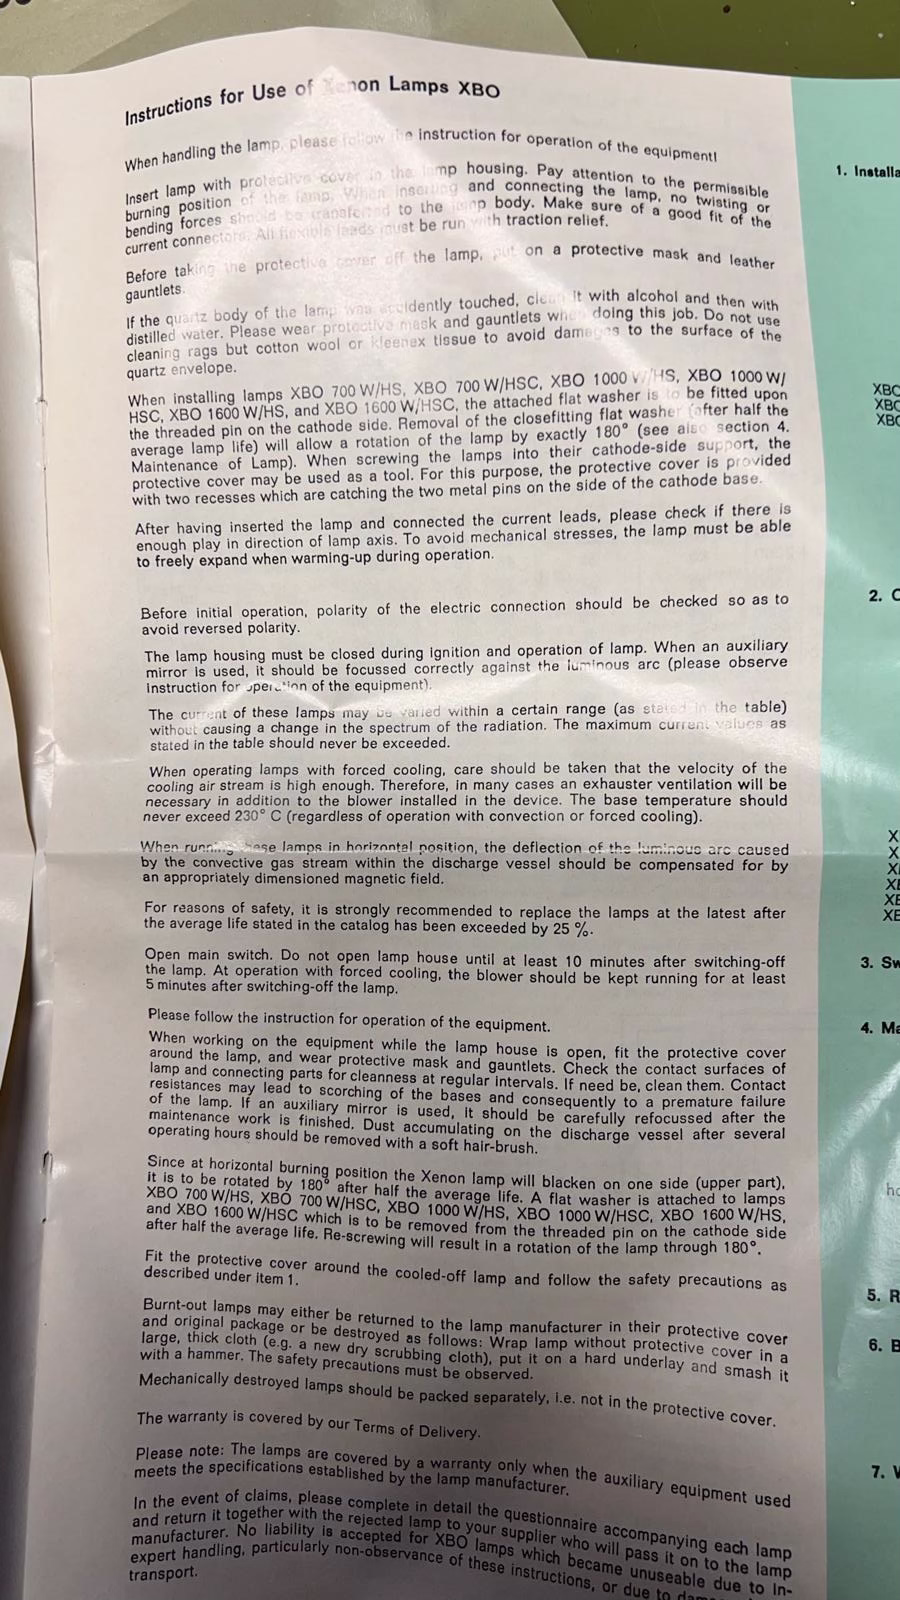 Instructions for Use of Xenon Lamps XBO
When handling the lamp, please follow the instruction for operation of the equipment!
Insert lamp with protective cover in the lamp housing. Pay attention to the permissible
burning position of the lamp. When inserting and connecting the lamp, no twisting or
bending forces should be transferred to the lamp body. Make sure of a good fit of the
current connectors. All flexible leads must be run with traction relief.
Before taking the protective cover off the lamp, put on a protective mask and leather
gauntlets.
If the quartz body of the lamp was accidently touched, clean it with alcohol and then with
distilled water. Please wear protective mask and gauntlets when doing this job. Do not use
cleaning rags but cotton wool or kleenex tissue to avoid damages to the surface of the
quartz envelope.
When installing lamps XBO 700 W/HS, XBO 700 W/HSC, XBO 1000 W/HS, XBO 1000 W/
HSC, XBO 1600 W/HS, and XBO 1600 W/HSC, the attached flat washer is to be fitted upon
the threaded pin on the cathode side. Removal of the closefitting flat washer (after half the
average lamp life) will allow a rotation of the lamp by exactly 180° (see also section 4.
Maintenance of Lamp). When screwing the lamps into their cathode-side support, the
protective cover may be used as a tool. For this purpose, the protective cover is provided
with two recesses which are catching the two metal pins on the side of the cathode base.
After having inserted the lamp and connected the current leads, please check if there is
enough play in direction of lamp axis. To avoid mechanical stresses, the lamp must be able
to freely expand when warming-up during operation.
Before initial operation, polarity of the electric connection should be checked so as to
avoid reversed polarity.
The lamp housing must be closed during ignition and operation of lamp. When an auxiliary
mirror is used, it should be focussed correctly against the luminous arc (please observe
instruction for operation of the equipment).
The current of these lamps may be varied within a certain range (as stated in the table)
without causing a change in the spectrum of the radiation. The maximum current values as
stated in the table should never be exceeded.
When operating lamps with forced cooling, care should be taken that the velocity of the
cooling air stream is high enough. Therefore, in many cases an exhauster ventilation will be
necessary in addition to the blower installed in the device. The base temperature should
never exceed 230° C (regardless of operation with convection or forced cooling).
When running these lamps in horizontal position, the deflection of the luminous arc caused
by the convective gas stream within the discharge vessel should be compensated for by
an appropriately dimensioned magnetic field.
For reasons of safety, it is strongly recommended to replace the lamps at the latest after
the average life stated in the catalog has been exceeded by 25 %.
Open main switch. Do not open lamp house until at least 10 minutes after switching-off
the lamp. At operation with forced cooling, the blower should be kept running for at least
5 minutes after switching-off the lamp.
Please follow the instruction for operation of the equipment.
When working on the equipment while the lamp house is open, fit the protective cover
around the lamp, and wear protective mask and gauntlets. Check the contact surfaces of
lamp and connecting parts for cleanness at regular intervals. If need be, clean them. Contact
resistances may lead to scorching of the bases and consequently to a premature failure
of the lamp. If an auxiliary mirror is used, it should be carefully refocussed after the
maintenance work is finished. Dust accumulating on the discharge vessel after several
operating hours should be removed with a soft hair-brush.
Since at horizontal burning position the Xenon lamp will blacken on one side (upper part),
it is to be rotated by 180° after half the average life. A flat washer is attached to lamps
XBO 700 W/HS, XBO 700 W/HSC, XBO 1000 W/HS, XBO 1000 W/HSC, XBO 1600 W/HS,
and XBO 1600 W/HSC which is to be removed from the threaded pin on the cathode side
after half the average life. Re-screwing will result in a rotation of the lamp through 180°.
Fit the protective cover around the cooled-off lamp and follow the safety precautions as
described under item 1.
Burnt-out lamps may either be returned to the lamp manufacturer in their protective cover
and original package or be destroyed as follows: Wrap lamp without protective cover in a
large, thick cloth (e.g. a new dry scrubbing cloth), put it on a hard underlay and smash it
with a hammer. The safety precautions must be observed.
Mechanically destroyed lamps should be packed separately, i.e. not in the protective cover.
The warranty is covered by our Terms of Delivery.
Please note: The lamps are covered by a warranty only when the auxiliary equipment used
meets the specifications established by the lamp manufacturer.
In the event of claims, please complete in detail the questionnaire accompanying each lamp
and return it together with the rejected lamp to your supplier who will pass it on to the lamp
manufacturer. No liability is accepted for XBO lamps which became unuseable due to in-
expert handling, particularly non-observance of these instructions, or due to
transport.
1. Installa
XBO
XBO
XBO
2. C
3. Sw
4. Ma
5. R
6. B
7.